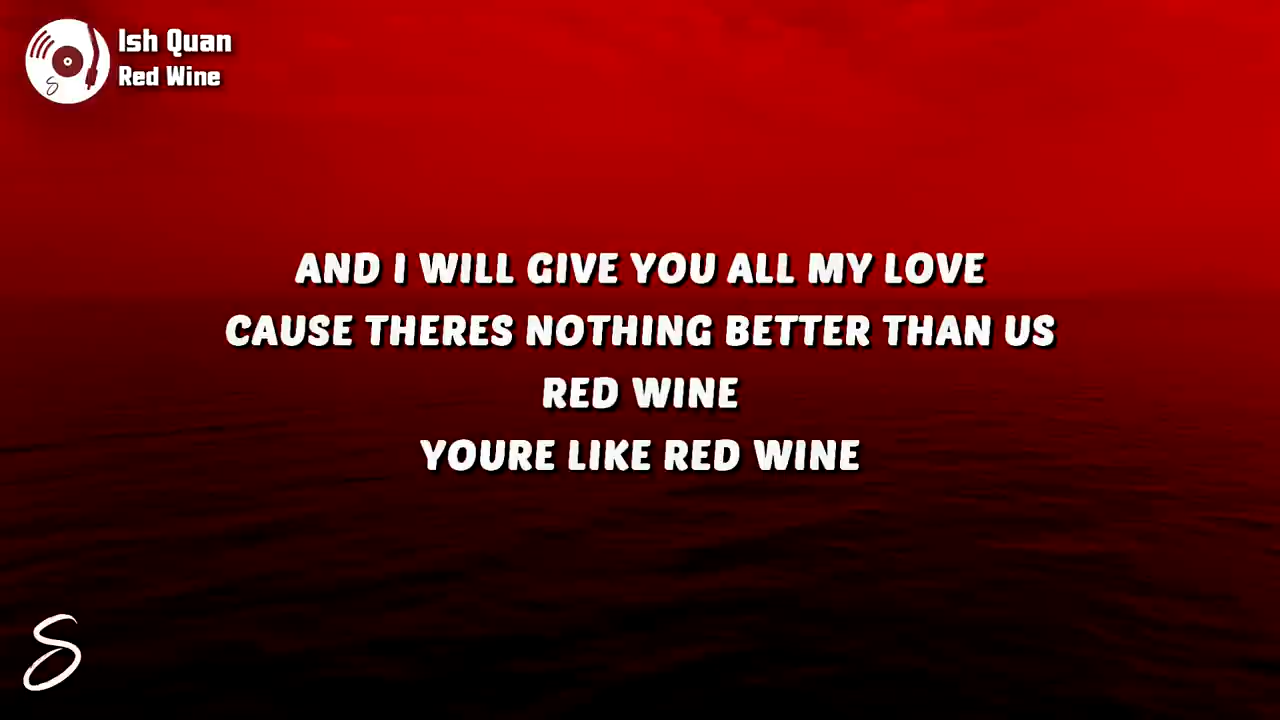 Ish Quan
Red Wine
AND I WILL GIVE YOU ALL MY LOVE
CAUSE THERES NOTHING BETTER THAN US
RED WINE
YOURE LIKE RED WINE
S